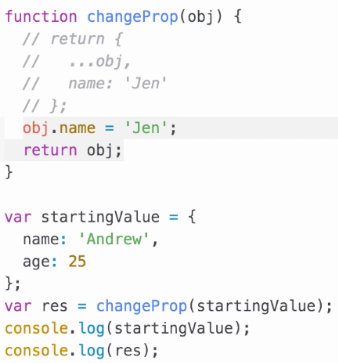 function changeProp(obj) {
  // return {
  //   ...obj,
  //   name: 'Jen'
  // };
  obj.name = 'Jen';
  return obj;
}

var startingValue = {
  name: 'Andrew',
  age: 25
};
var res = changeProp(startingValue);
console.log(startingValue);
console.log(res);